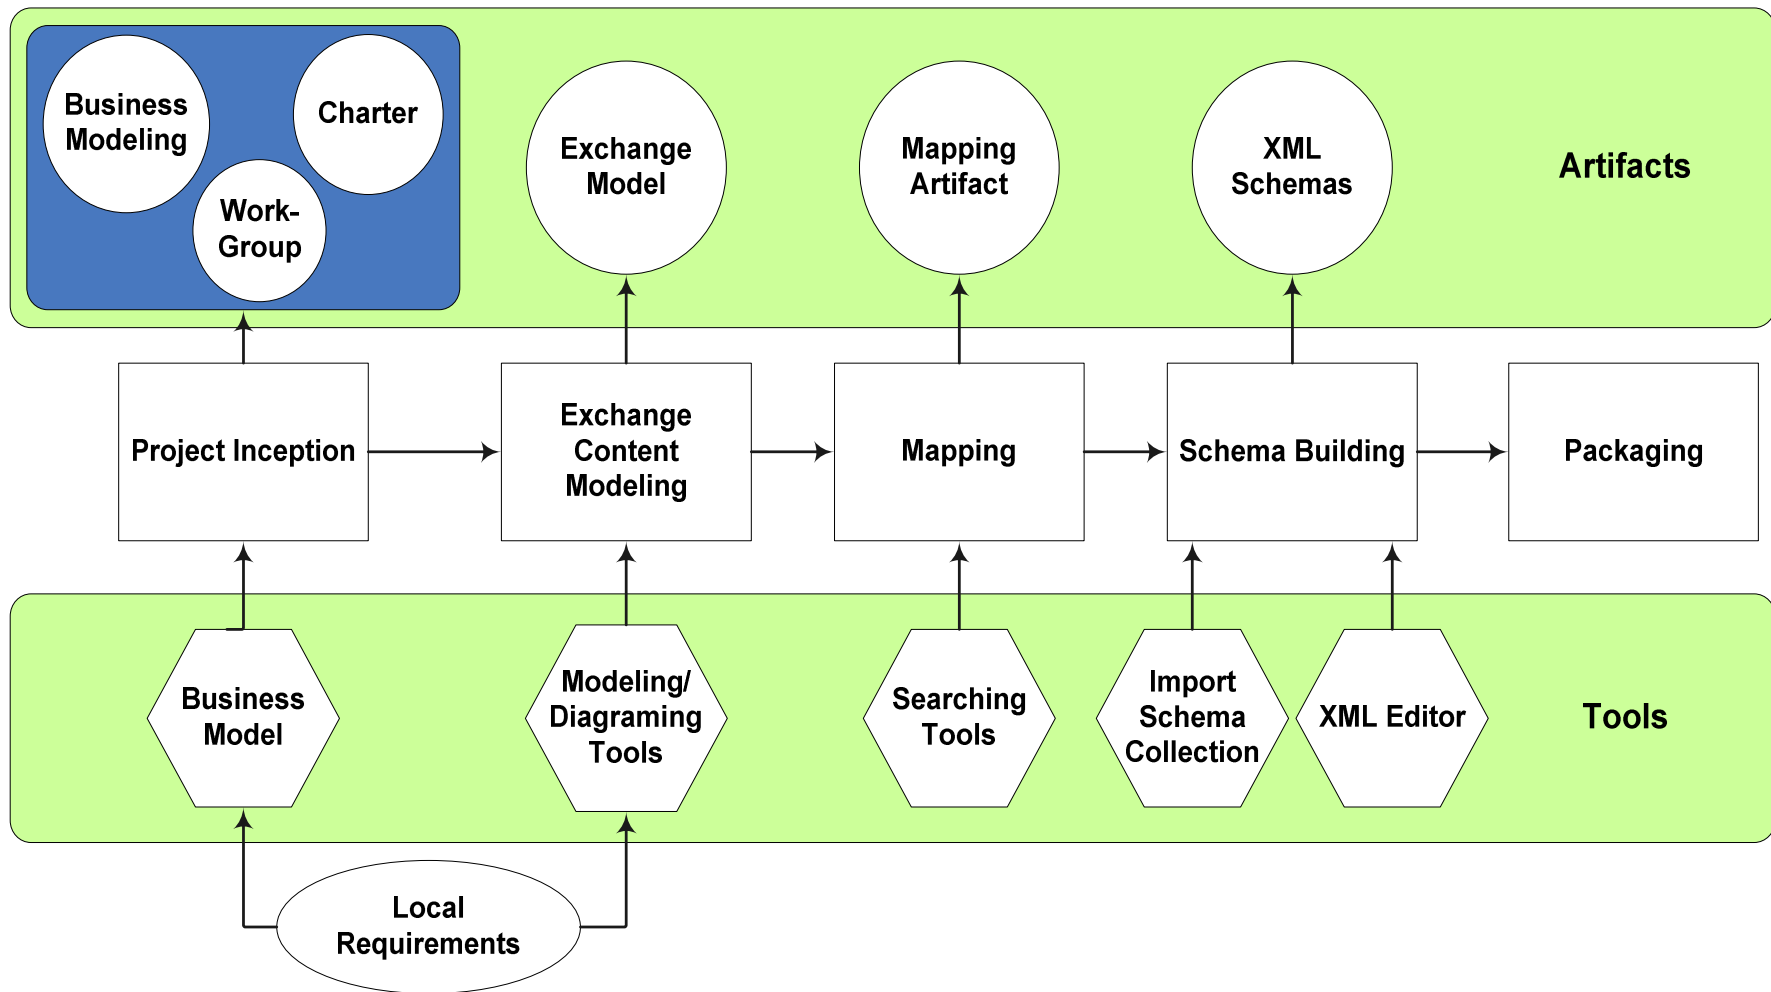 Business
Modeling
Charter
Work-
Group
Exchange
Model
Mapping
Artifact
XML
Schemas
Artifacts
Project Inception
Exchange
Content
Modeling
Mapping
Schema Building
Packaging
Business
Model
Modeling/
Diagraming
Tools
Searching
Tools
Import
Schema
Collection
XML Editor
Tools
Local
Requirements